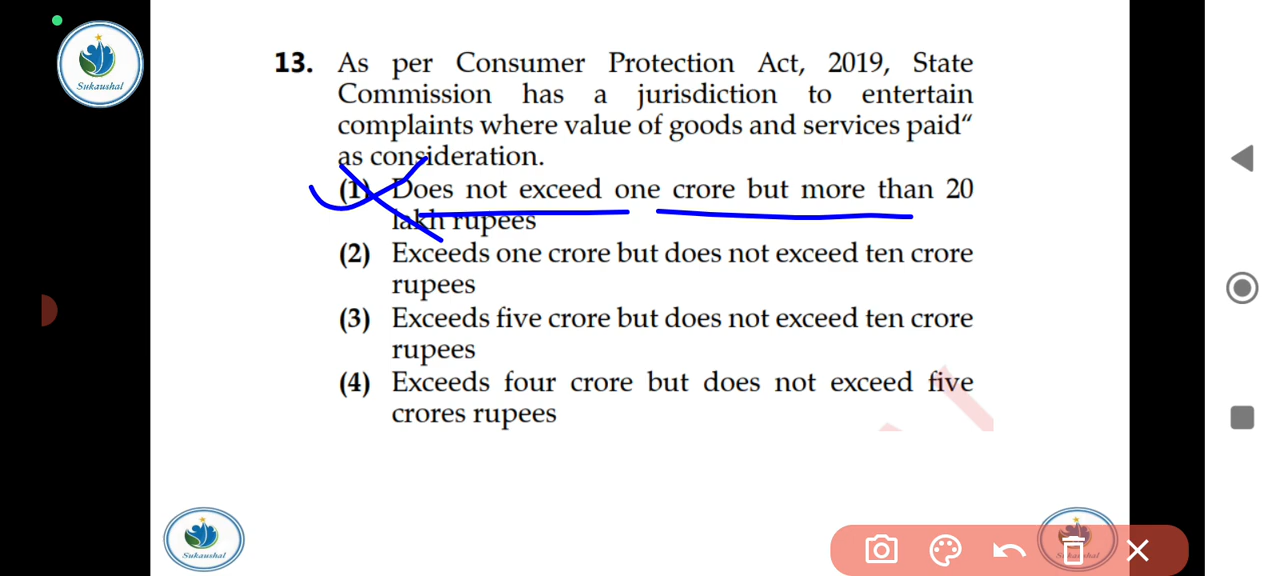 Sukaushal
13. As per Consumer Protection Act, 2019, State
Commission has a jurisdiction to entertain
complaints where value of goods and services paid“
as consideration.
(1) Does not exceed one crore but more than 20
lakh rupees
(2) Exceeds one crore but does not exceed ten crore
rupees
(3) Exceeds five crore but does not exceed ten crore
rupees
(4) Exceeds four crore but does not exceed five
crores rupees
Sukaushal
Sukaushal